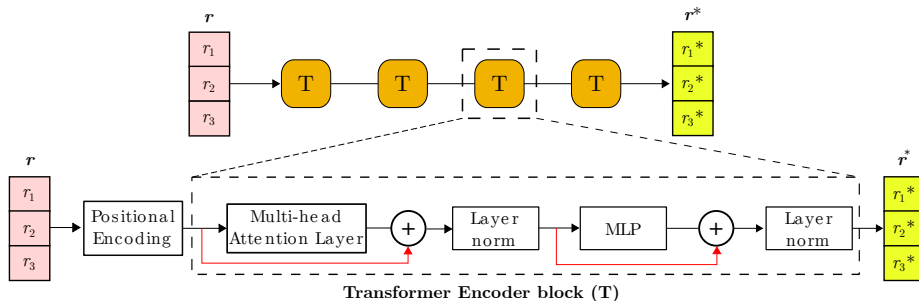 r
r*
r₁
r₂
r₃
T
T
T
T
r₁*
r₂*
r₃*
r
r*
r₁
r₂
r₃
Positional
Encoding
Multi-head
Attention Layer
+
Layer
norm
MLP
+
Layer
norm
r₁*
r₂*
r₃*
Transformer Encoder block (T)